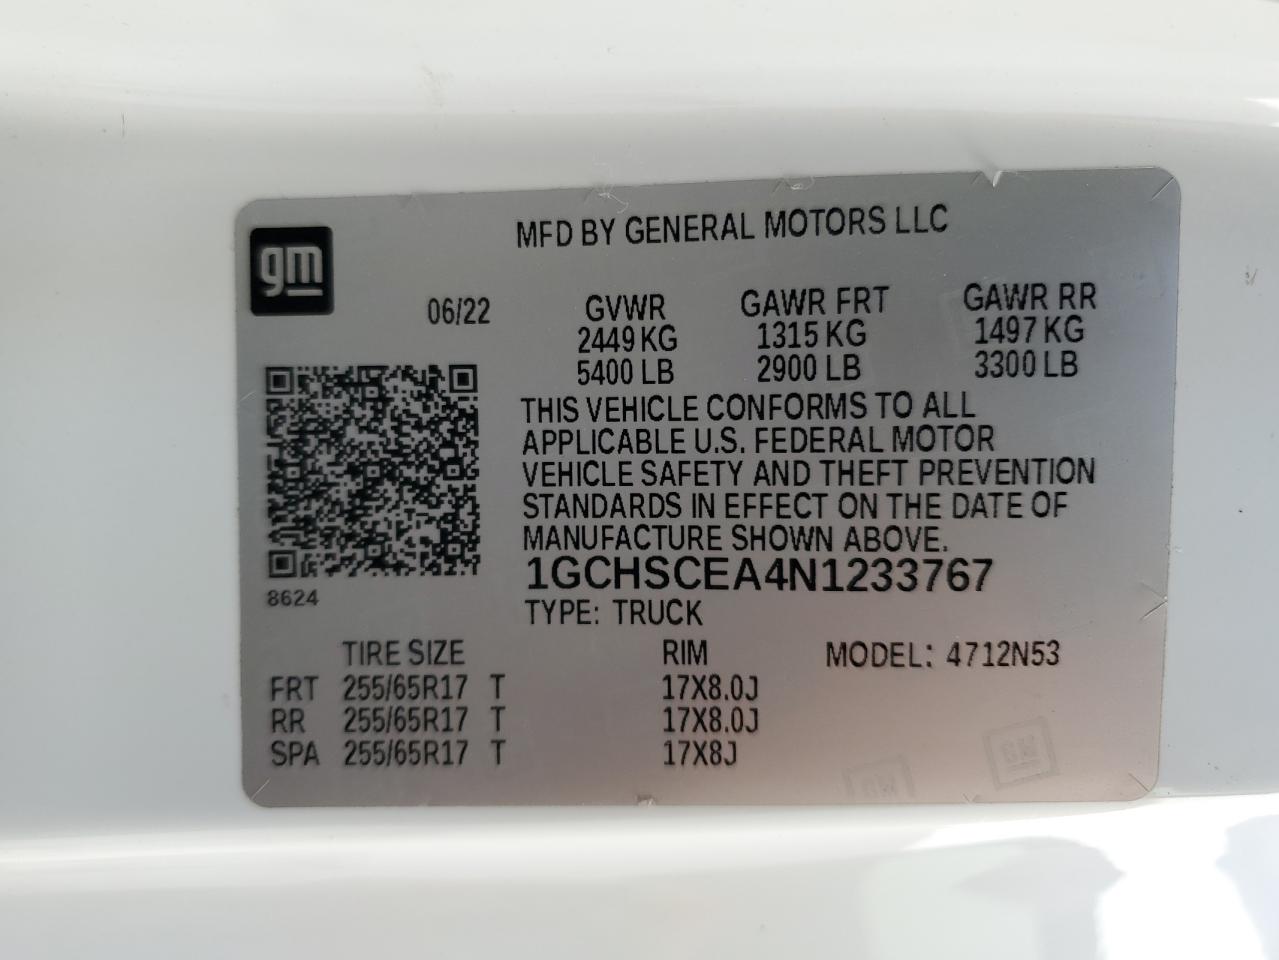 MFD BY GENERAL MOTORS LLC
gm
06/22 GVWR GAWR FRT GAWR RR
2449 KG 1315 KG 1497 KG
5400 LB 2900 LB 3300 LB
THIS VEHICLE CONFORMS TO ALL
APPLICABLE U.S. FEDERAL MOTOR
VEHICLE SAFETY AND THEFT PREVENTION
STANDARDS IN EFFECT ON THE DATE OF
MANUFACTURE SHOWN ABOVE.
1GCHSCEA4N1233767
8624
TYPE: TRUCK
TIRE SIZE RIM MODEL: 4712N53
FRT 255/65R17 T 17X8.0J
RR 255/65R17 T 17X8.0J
SPA 255/65R17 T 17X8J
GM
GM